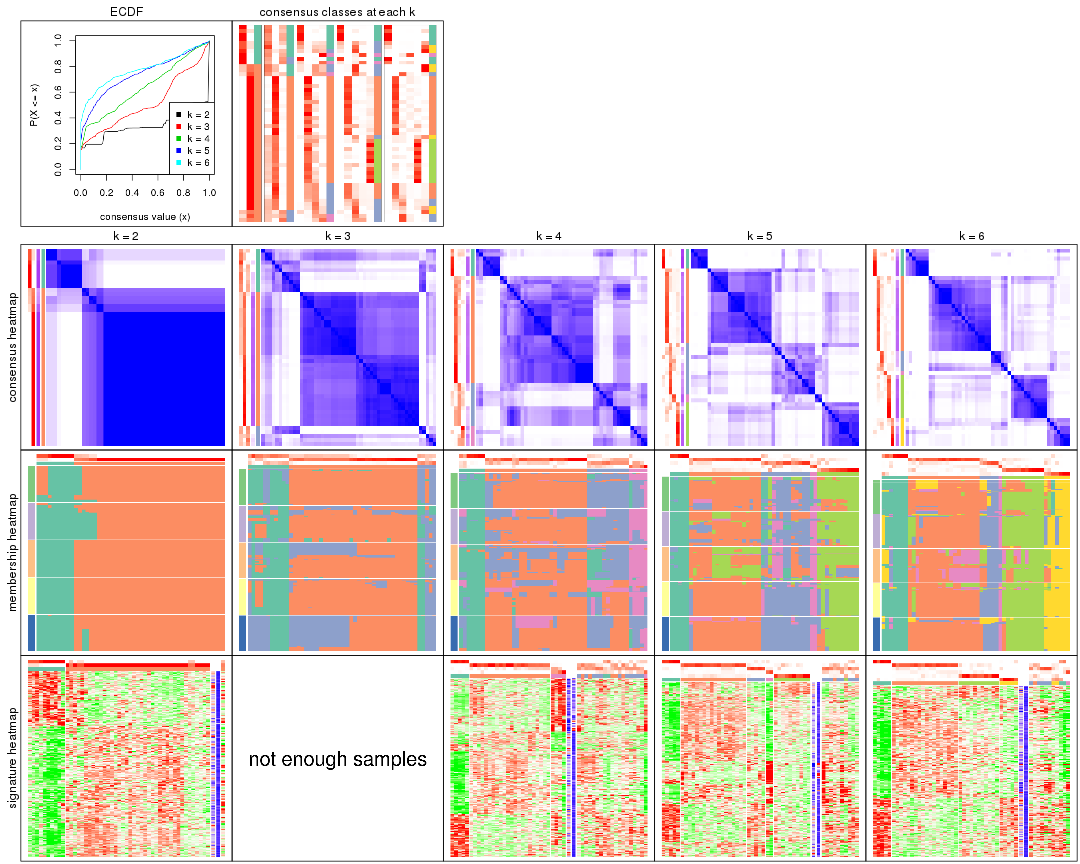 ECDF
consensus classes at each k
P(X <= x)
0.0
0.2
0.4
0.6
0.8
1.0
k = 2
k = 3
k = 4
k = 5
k = 6
0.0 0.2 0.4 0.6 0.8 1.0
consensus value (x)
k = 2
k = 3
k = 4
k = 5
k = 6
consensus heatmap
membership heatmap
signature heatmap
not enough samples